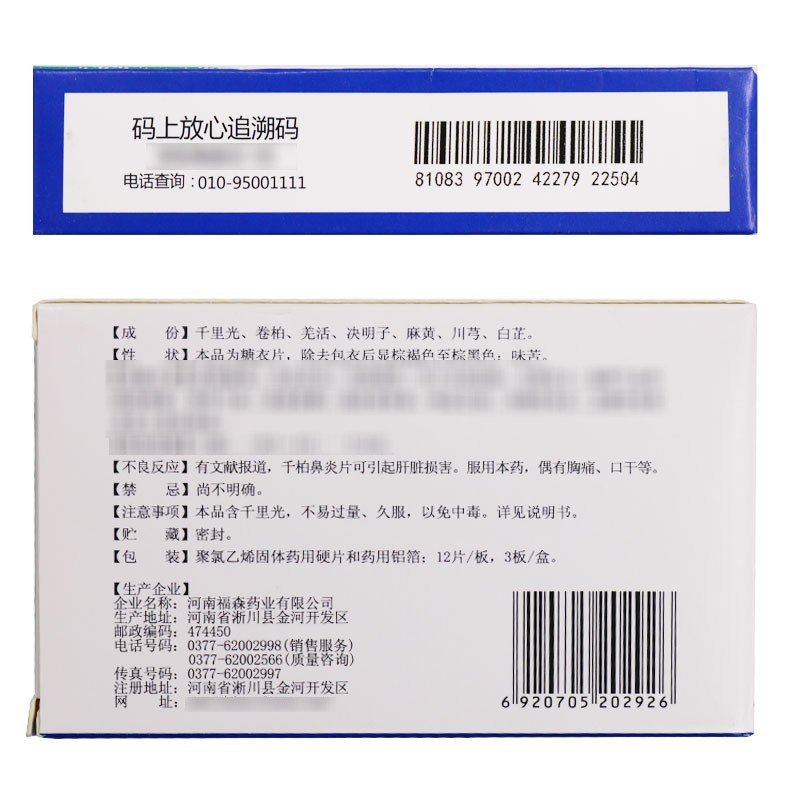 码上放心追溯码
电话查询：010-95001111
81083 97002 42279 22504
【成　份】千里光、卷柏、羌活、决明子、麻黄、川芎、白芷。
【性　状】本品为糖衣片，除去包衣后显棕褐色至棕黑色；味苦。
【不良反应】有文献报道，千柏鼻炎片可引起肝脏损害。服用本药，偶有胸痛、口干等。
【禁　忌】尚不明确。
【注意事项】本品含千里光，不易过量、久服，以免中毒。详见说明书。
【贮　藏】密封。
【包　装】聚氯乙烯固体药用硬片和药用铝箔；12片/板，3板/盒。
【生产企业】
企业名称：河南福森药业有限公司
生产地址：河南省淅川县金河开发区
邮政编码：474450
电话号码：0377-62002998(销售服务)
0377-62002566(质量咨询)
传真号码：0377-62002997
注册地址：河南省淅川县金河开发区
网　址：
6 920705 202926